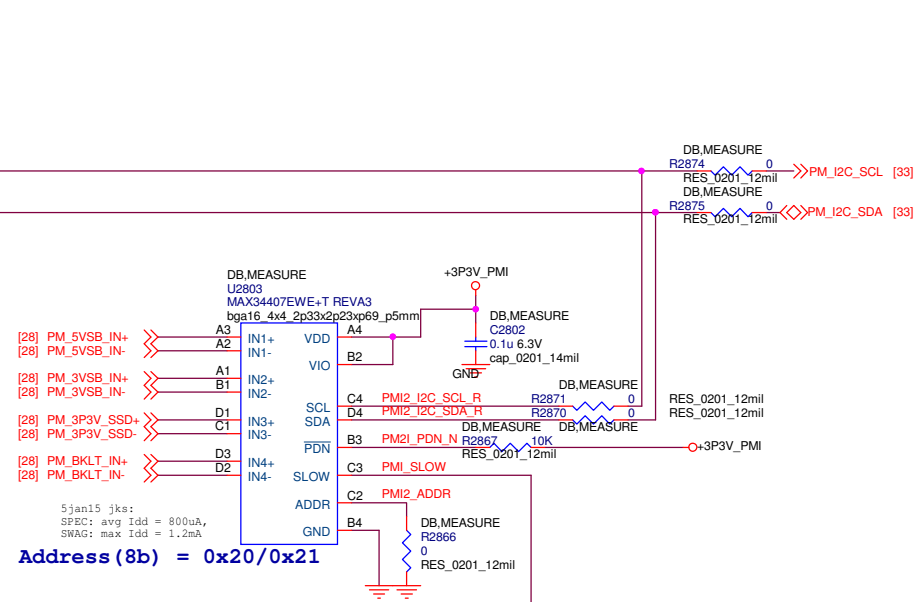 DB,MEASURE
R2874 0
RES_0201_12mil
PM_I2C_SCL [33]
DB,MEASURE
R2875 0
RES_0201_12mil
PM_I2C_SDA [33]
DB,MEASURE
U2803
MAX34407EWE+T REVA3
bga16_4x4_2p33x2p23xp69_p5mm
+3P3V_PMI
DB,MEASURE
C2802
0.1u 6.3V
cap_0201_14mil
GND
[28] PM_5VSB_IN+ A3 IN1+
[28] PM_5VSB_IN- A2 IN1-
[28] PM_3VSB_IN+ A1 IN2+
[28] PM_3VSB_IN- B1 IN2-
[28] PM_3P3V_SSD+ D1 IN3+
[28] PM_3P3V_SSD- C1 IN3-
[28] PM_BKLT_IN+ D3 IN4+
[28] PM_BKLT_IN- D2 IN4-
VDD A4
VIO B2
SCL C4 PMI2_I2C_SCL_R
SDA D4 PMI2_I2C_SDA_R
PDN B3 PM2I_PDN_N
SLOW C3 PMI_SLOW
ADDR C2 PMI2_ADDR
GND B4
DB,MEASURE
R2871 0
RES_0201_12mil
R2870 0
RES_0201_12mil
DB,MEASURE
DB,MEASURE
R2867 10K
RES_0201_12mil
+3P3V_PMI
DB,MEASURE
R2866
0
RES_0201_12mil
5jan15 jks:
SPEC: avg Idd = 800uA,
SWAG: max Idd = 1.2mA
Address(8b) = 0x20/0x21